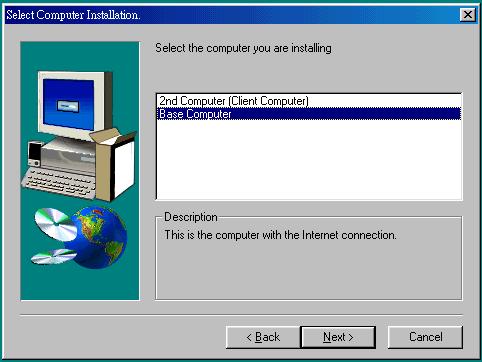 Select Computer Installation.
Select the computer you are installing
2nd Computer (Client Computer)
Base Computer
Description
This is the computer with the Internet connection.
< Back
Next >
Cancel